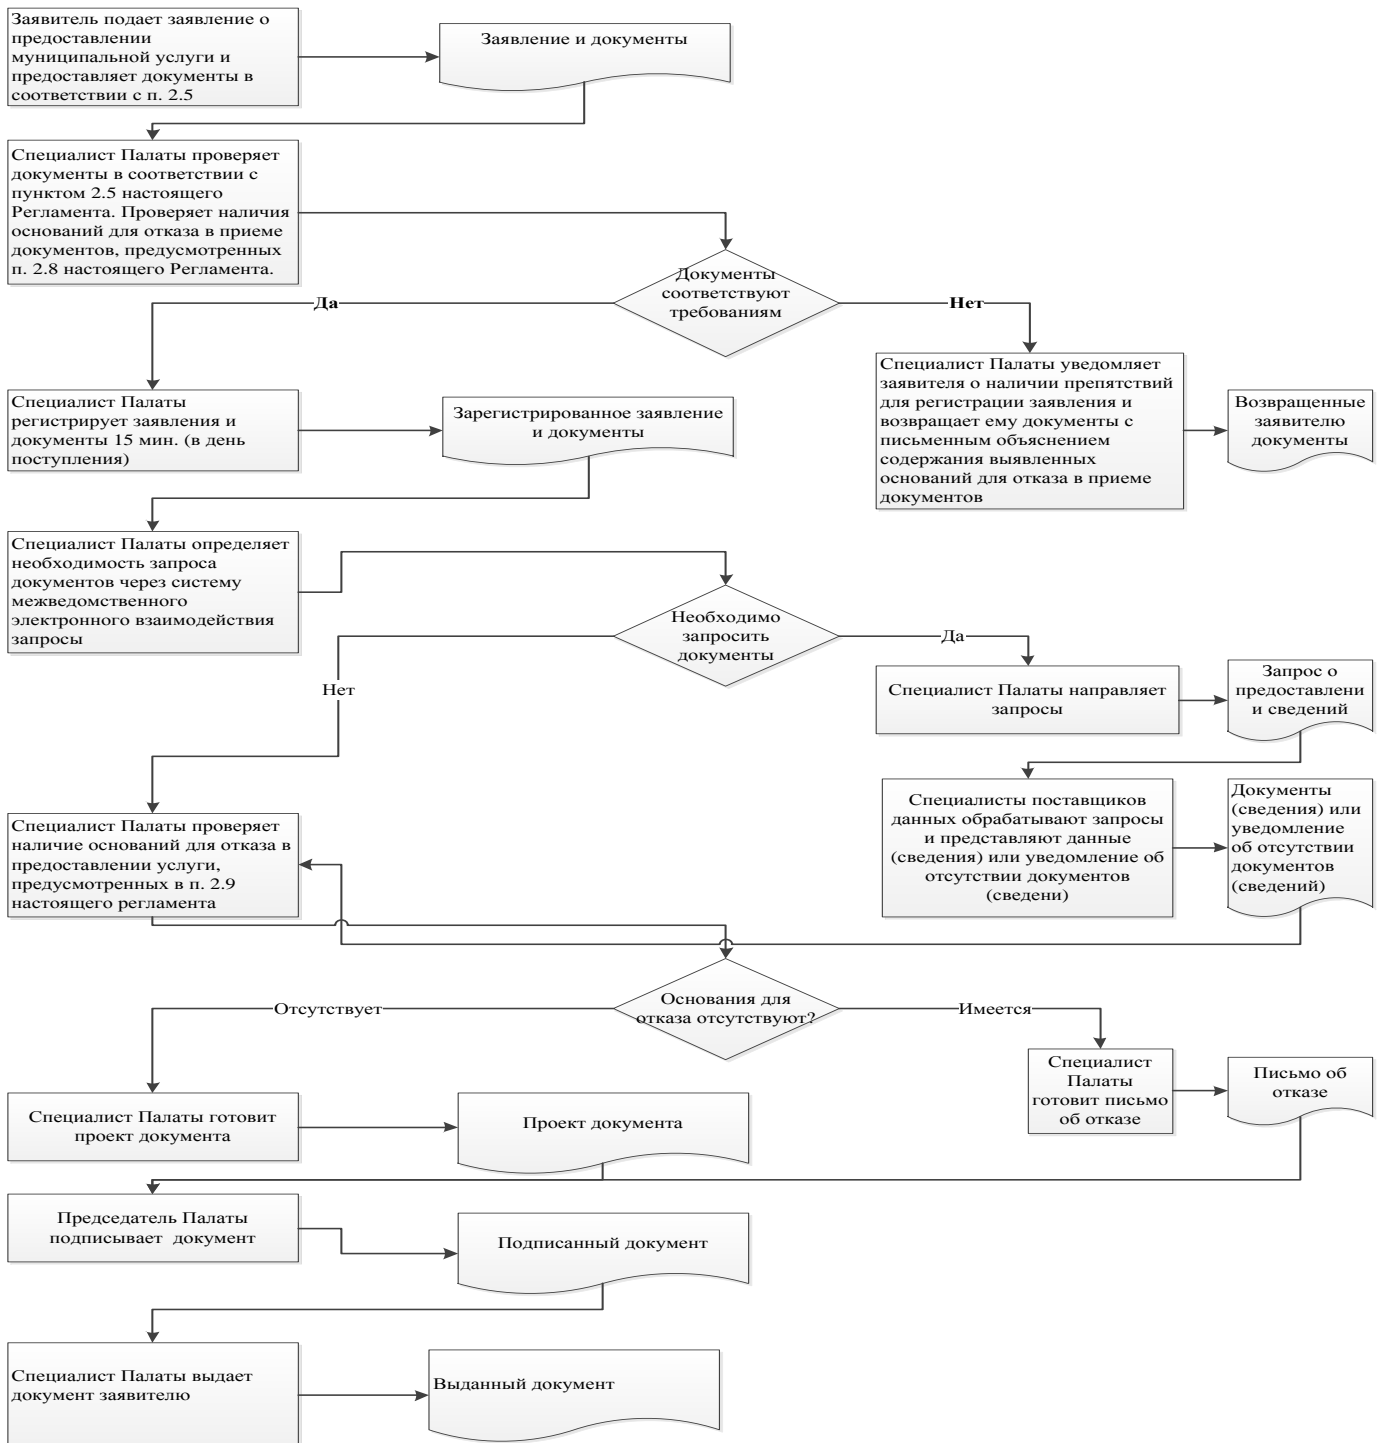 Заявитель подает заявление о
предоставлении
муниципальной услуги и
предоставляет документы в
соответствии с п. 2.5
Заявление и документы
Специалист Палаты проверяет
документы в соответствии с
пунктом 2.5 настоящего
Регламента. Проверяет наличия
оснований для отказа в приеме
документов, предусмотренных
п. 2.8 настоящего Регламента.
Документы
соответствуют
требованиям
Да
Нет
Специалист Палаты
регистрирует заявления и
документы 15 мин. (в день
поступления)
Зарегистрированное заявление
и документы
Специалист Палаты уведомляет
заявителя о наличии препятствий
для регистрации заявления и
возвращает ему документы с
письменным объяснением
содержания выявленных
оснований для отказа в приеме
документов
Возвращенные
заявителю
документы
Специалист Палаты определяет
необходимость запроса
документов через систему
межведомственного
электронного взаимодействия
запросы
Необходимо
запросить
документы
Да
Нет
Специалист Палаты направляет
запросы
Запрос о
предоставлени
и сведений
Специалисты поставщиков
данных обрабатывают запросы
и представляют данные
(сведения) или уведомление об
отсутствии документов
(сведени)
Документы
(сведения) или
уведомление
об отсутствии
документов
(сведений)
Специалист Палаты проверяет
наличие оснований для отказа в
предоставлении услуги,
предусмотренных в п. 2.9
настоящего регламента
Основания для
отказа отсутствуют?
Отсутствует
Имеется
Специалист
Палаты
готовит письмо
об отказе
Письмо об
отказе
Специалист Палаты готовит
проект документа
Проект документа
Председатель Палаты
подписывает  документ
Подписанный документ
Специалист Палаты выдает
документ заявителю
Выданный документ